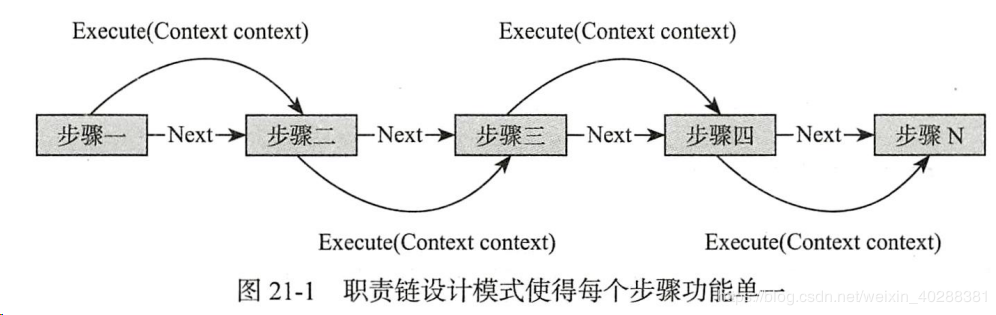 Execute(Context context) Execute(Context context)
步骤一 Next 步骤二 Next 步骤三 Next 步骤四 Next 步骤 N
Execute(Context context) Execute(Context context)
图 21-1 职责链设计模式使得每个步骤功能单一
https://blog.csdn.net/weixin_40288381